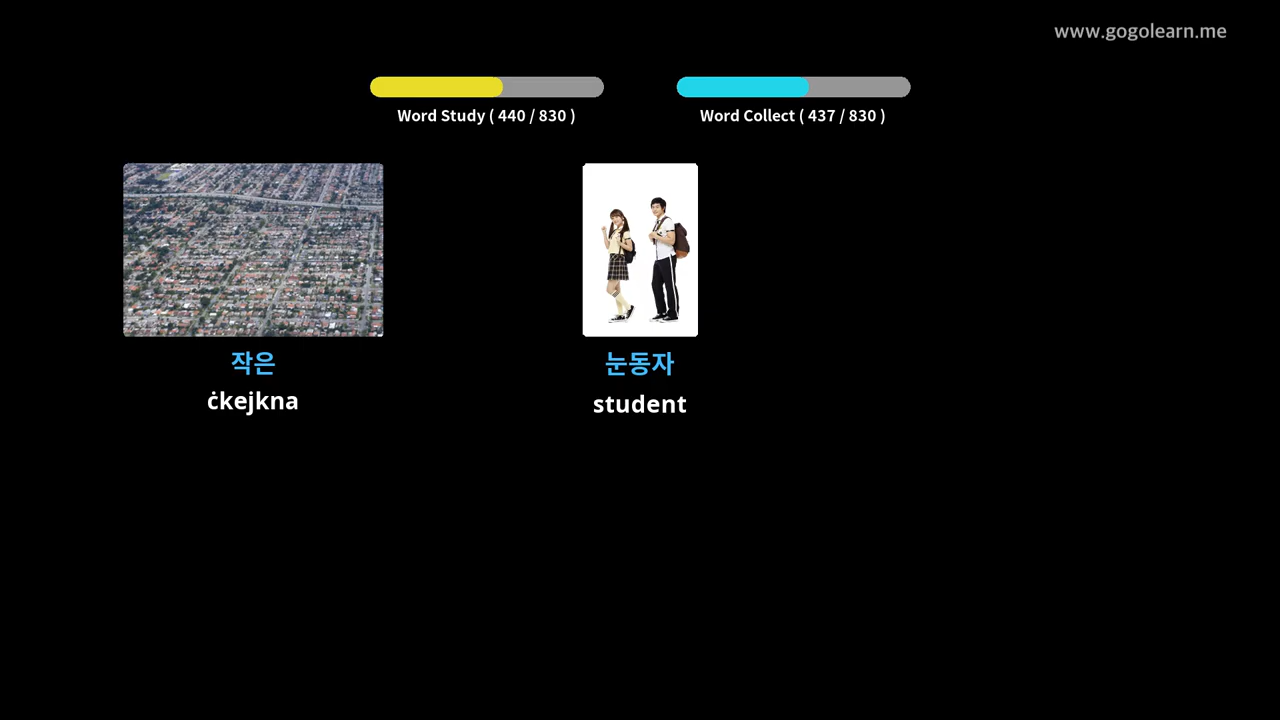 www.gogolearn.me
Word Study ( 440 / 830 )
Word Collect ( 437 / 830 )
작은
ċkejkna
눈동자
student